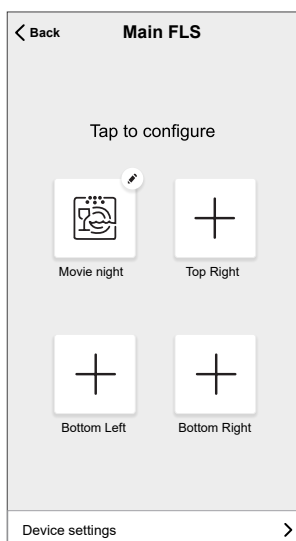 Back
Main FLS
Tap to configure
Movie night
Top Right
Bottom Left
Bottom Right
Device settings